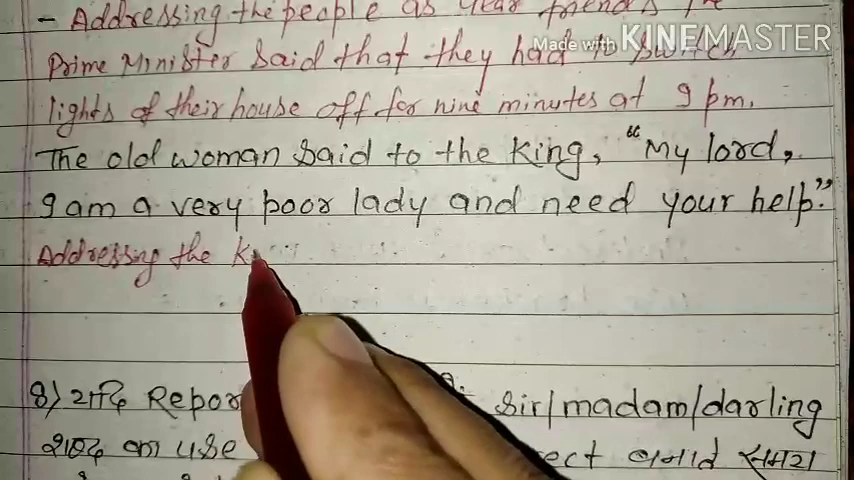 - Addressing the people as dear friends the
Made with KINEMASTER
Prime Minister said that they had to switch
lights of their house off for nine minutes at 9 pm.
The old woman said to the king, "My lord,
I am a very poor lady and need your help."
Addressing the K
8) यदि Repor Sir/madam/darling
शब्द का use ect बनाते समय